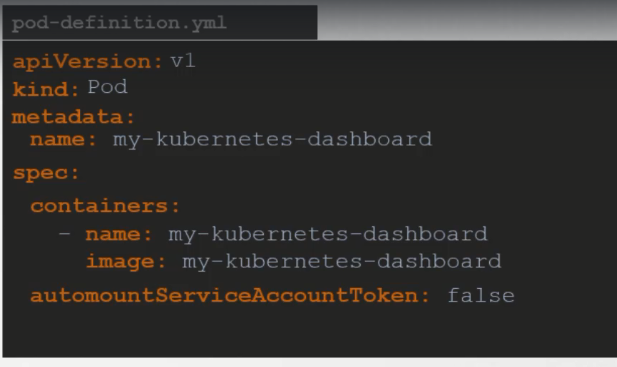 pod-definition.yml
apiVersion: v1
kind: Pod
metadata:
name: my-kubernetes-dashboard
spec:
containers:
- name: my-kubernetes-dashboard
image: my-kubernetes-dashboard
automountServiceAccountToken: false